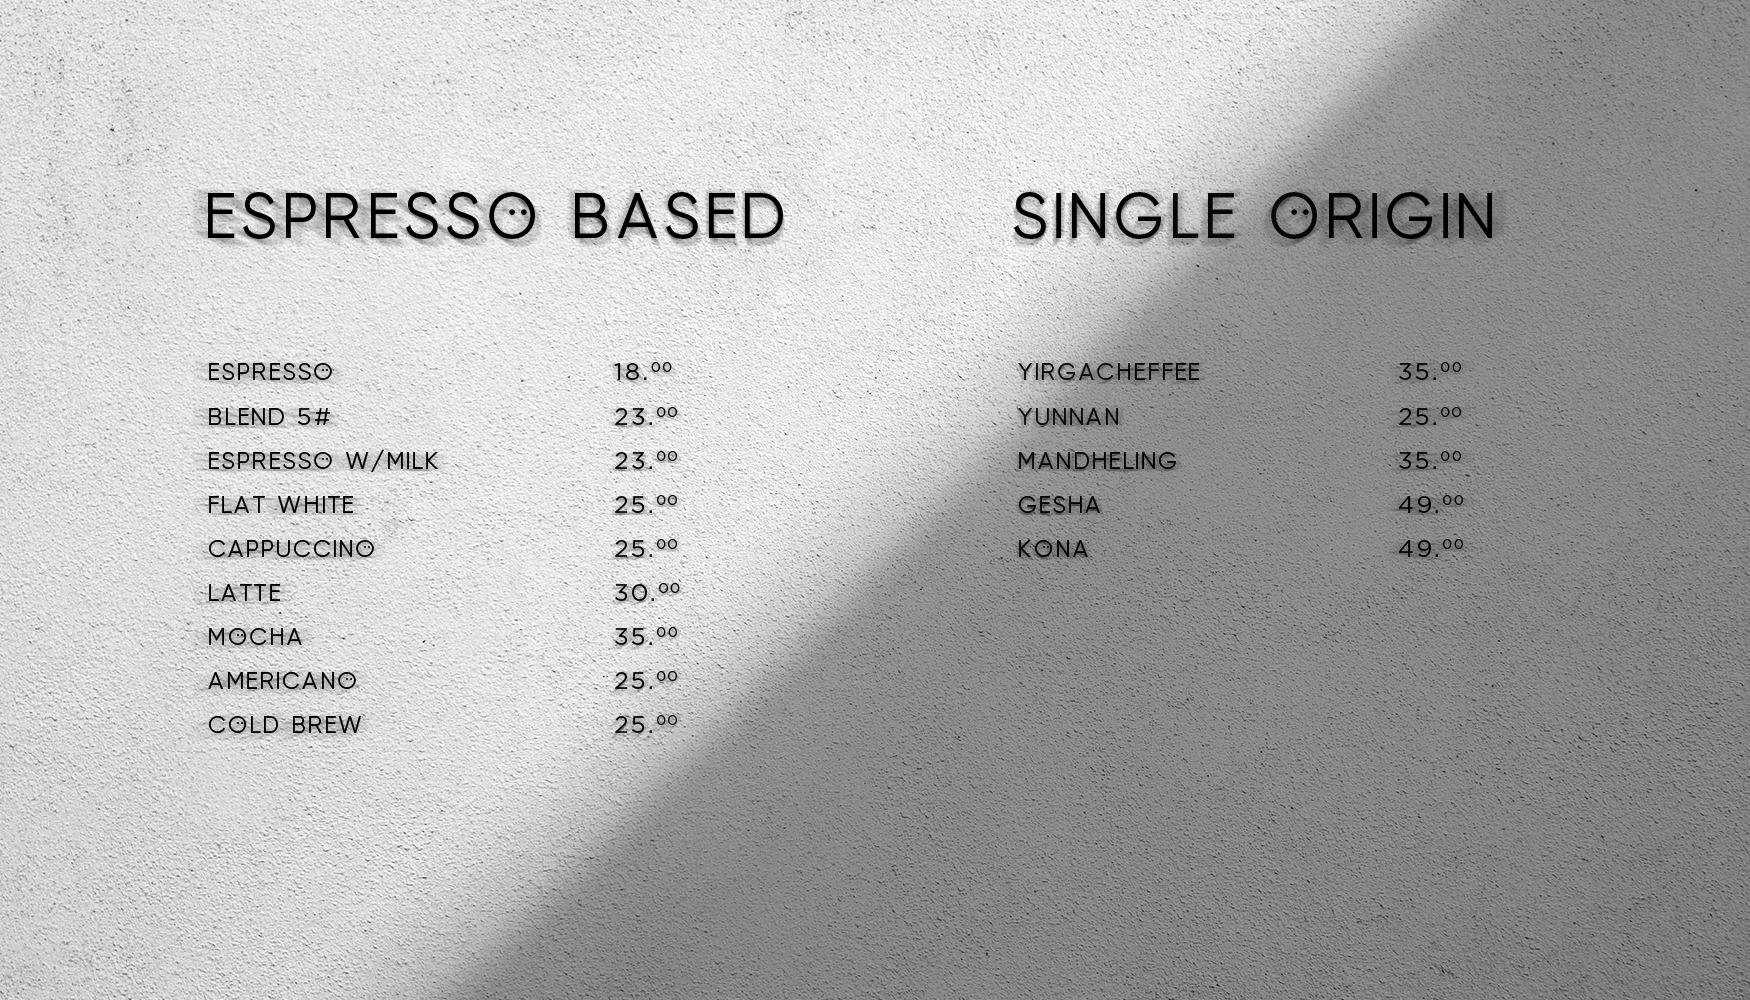 ESPRESSO BASED
ESPRESSO 18.00
BLEND 5# 23.00
ESPRESSO W/MILK 23.00
FLAT WHITE 25.00
CAPPUCCINO 25.00
LATTE 30.00
MOCHA 35.00
AMERICANO 25.00
COLD BREW 25.00
SINGLE ORIGIN
YIRGACHEFFEE 35.00
YUNNAN 25.00
MANDHELING 35.00
GESHA 49.00
KONA 49.00